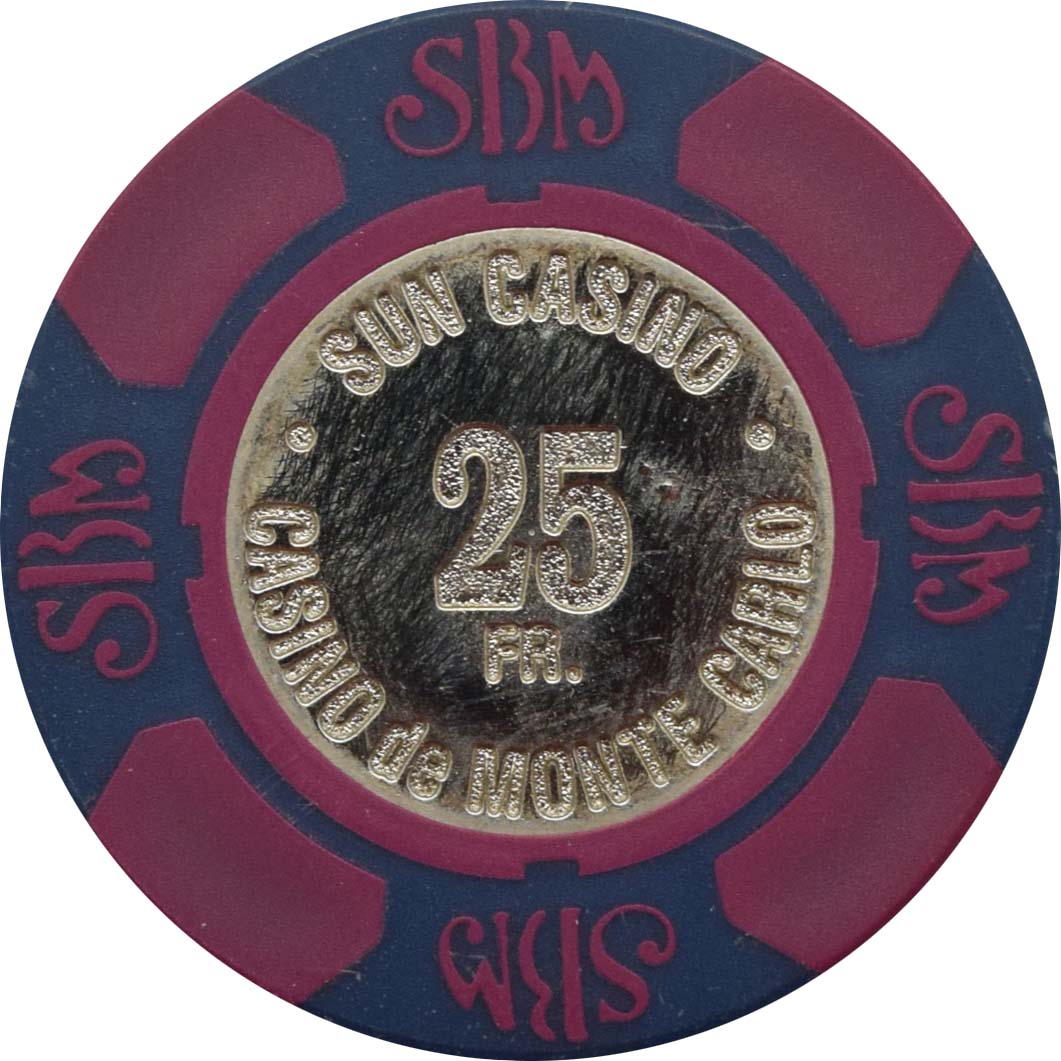 SBM
SUN CASINO
25
FR.
CASINO de MONTE CARLO
SBM
SBM
SBM